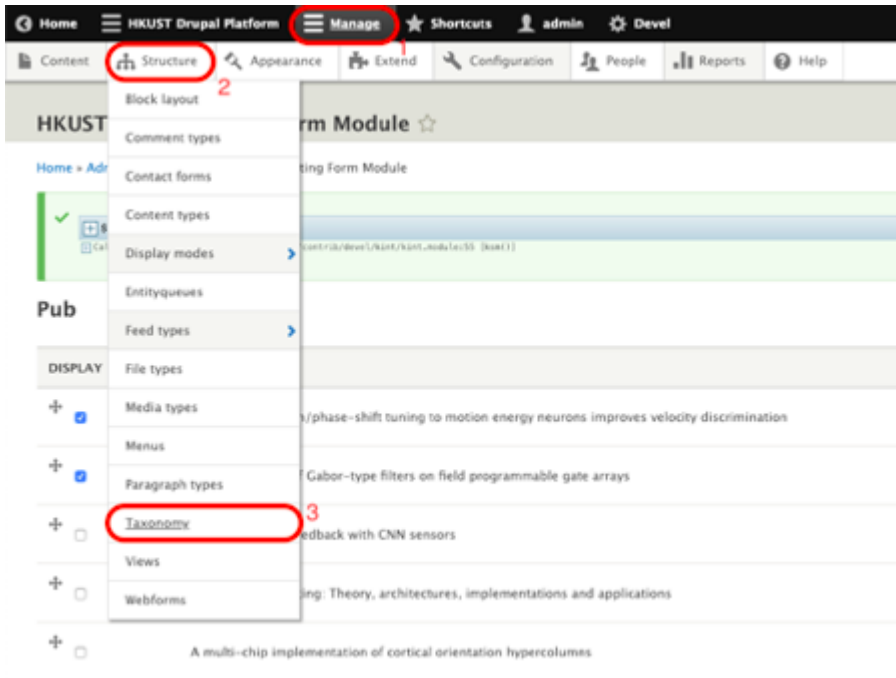 Home HKUST Drupal Platform Manage Shortcuts admin Devel
1
Content Structure Appearance Extend Configuration People Reports Help
2
Block layout
HKUST rm Module
Comment types
Home » Adr ting Form Module
Contact forms
Content types
Display modes
contrib/devel/kint/kint.module:55
Entityqueues
Pub
Feed types
DISPLAY File types
Media types
/phase-shift tuning to motion energy neurons improves velocity discrimination
Menus
Gabor-type filters on field programmable gate arrays
Paragraph types
3
Taxonomy
edback with CNN sensors
Views
ing: Theory, architectures, implementations and applications
Webforms
A multi-chip implementation of cortical orientation hypercolumns